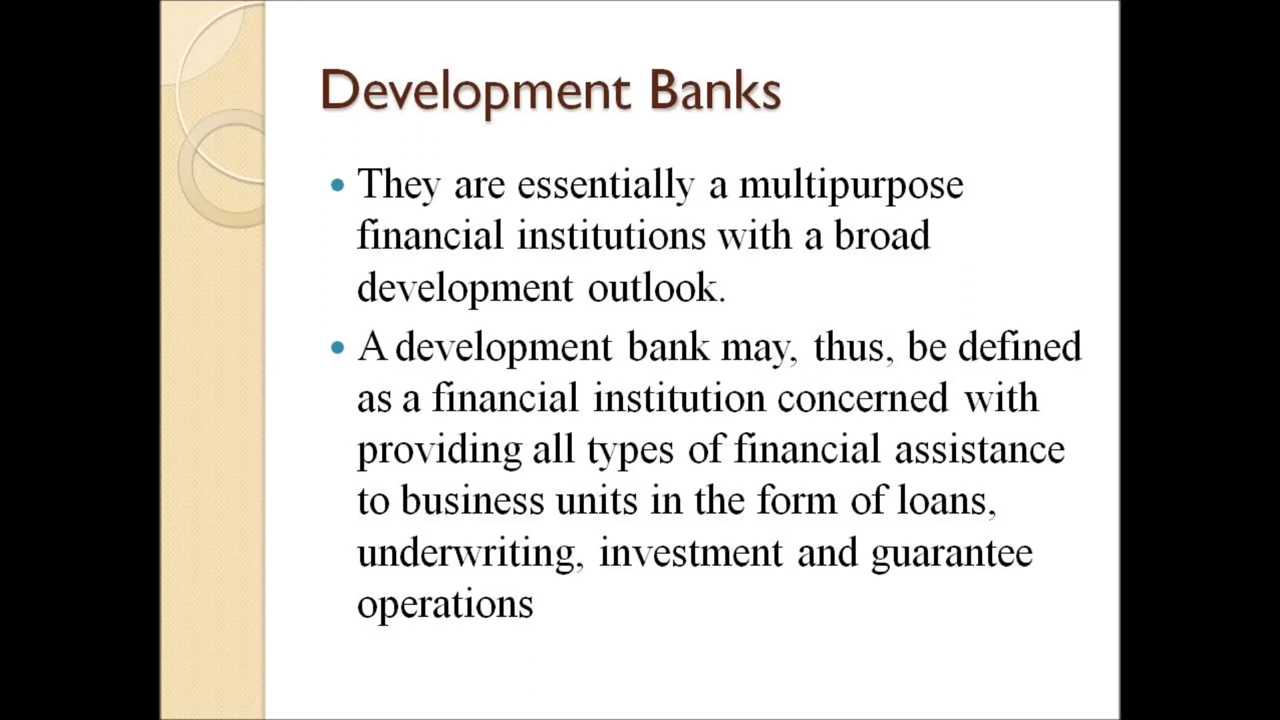 Development Banks
• They are essentially a multipurpose
financial institutions with a broad
development outlook.
• A development bank may, thus, be defined
as a financial institution concerned with
providing all types of financial assistance
to business units in the form of loans,
underwriting, investment and guarantee
operations